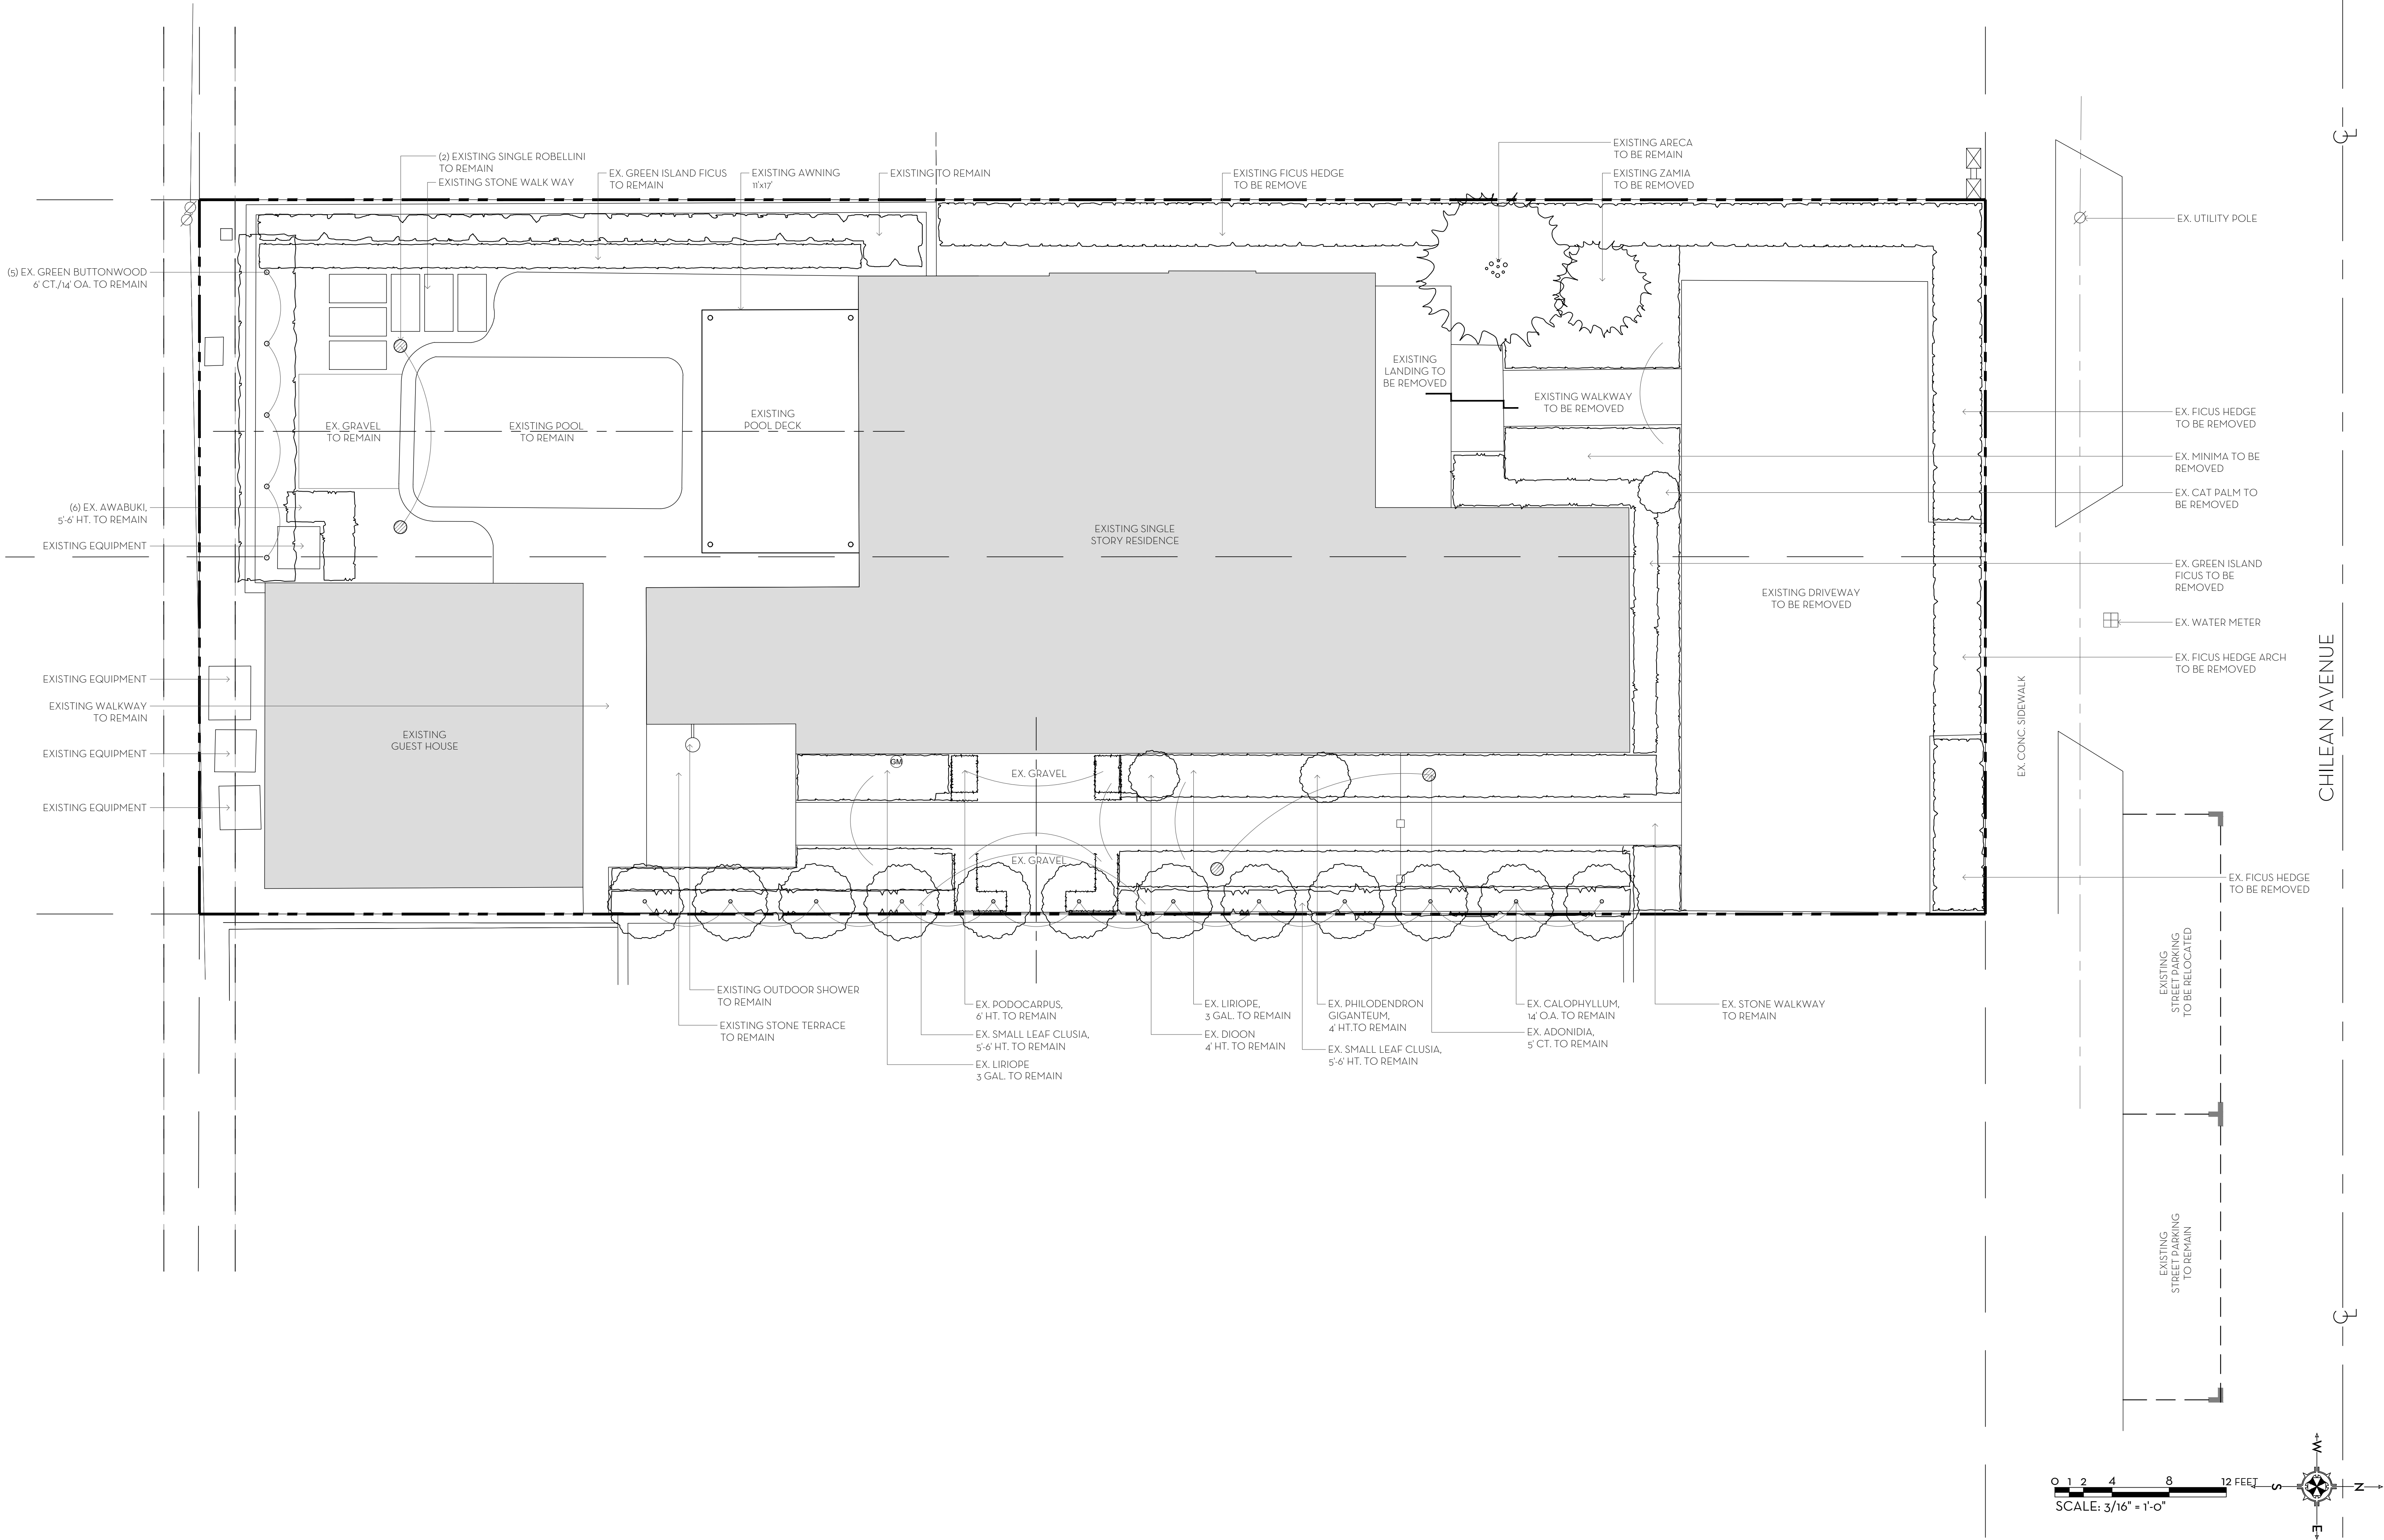 (2) EXISTING SINGLE ROBELLINI
TO REMAIN
EXISTING STONE WALK WAY
EX. GREEN ISLAND FICUS
TO REMAIN
EXISTING AWNING
11'x17'
EXISTING TO REMAIN
EXISTING FICUS HEDGE
TO BE REMOVE
EXISTING ARECA
TO BE REMAIN
EXISTING ZAMIA
TO BE REMOVED
CL
EX. UTILITY POLE
(5) EX. GREEN BUTTONWOOD
6' CT./14' OA. TO REMAIN
(6) EX. AWABUKI,
5'-6' HT. TO REMAIN
EXISTING EQUIPMENT
EXISTING EQUIPMENT
EXISTING WALKWAY
TO REMAIN
EXISTING EQUIPMENT
EXISTING EQUIPMENT
EX. GRAVEL
TO REMAIN
EXISTING POOL
TO REMAIN
EXISTING
POOL DECK
EXISTING
LANDING TO
BE REMOVED
EXISTING WALKWAY
TO BE REMOVED
EXISTING SINGLE
STORY RESIDENCE
EXISTING DRIVEWAY
TO BE REMOVED
EXISTING
GUEST HOUSE
GM
EX. GRAVEL
EX. GRAVEL
EX. FICUS HEDGE
TO BE REMOVED
EX. MINIMA TO BE
REMOVED
EX. CAT PALM TO
BE REMOVED
EX. GREEN ISLAND
FICUS TO BE
REMOVED
EX. WATER METER
EX. FICUS HEDGE ARCH
TO BE REMOVED
EX. CONC. SIDEWALK
CHILEAN AVENUE
EX. FICUS HEDGE
TO BE REMOVED
EXISTING
STREET PARKING
TO BE RELOCATED
EXISTING OUTDOOR SHOWER
TO REMAIN
EXISTING STONE TERRACE
TO REMAIN
EX. PODOCARPUS,
6' HT. TO REMAIN
EX. SMALL LEAF CLUSIA,
5'-6' HT. TO REMAIN
EX. LIRIOPE
3 GAL. TO REMAIN
EX. LIRIOPE,
3 GAL. TO REMAIN
EX. DIOON
4' HT. TO REMAIN
EX. PHILODENDRON
GIGANTEUM,
4' HT.TO REMAIN
EX. SMALL LEAF CLUSIA,
5'-6' HT. TO REMAIN
EX. CALOPHYLLUM,
14' O.A. TO REMAIN
EX. ADONIDIA,
5' CT. TO REMAIN
EX. STONE WALKWAY
TO REMAIN
EXISTING
STREET PARKING
TO REMAIN
CL
0 1 2 4 8 12 FEET
SCALE: 3/16" = 1'-0"
W
S
N
E